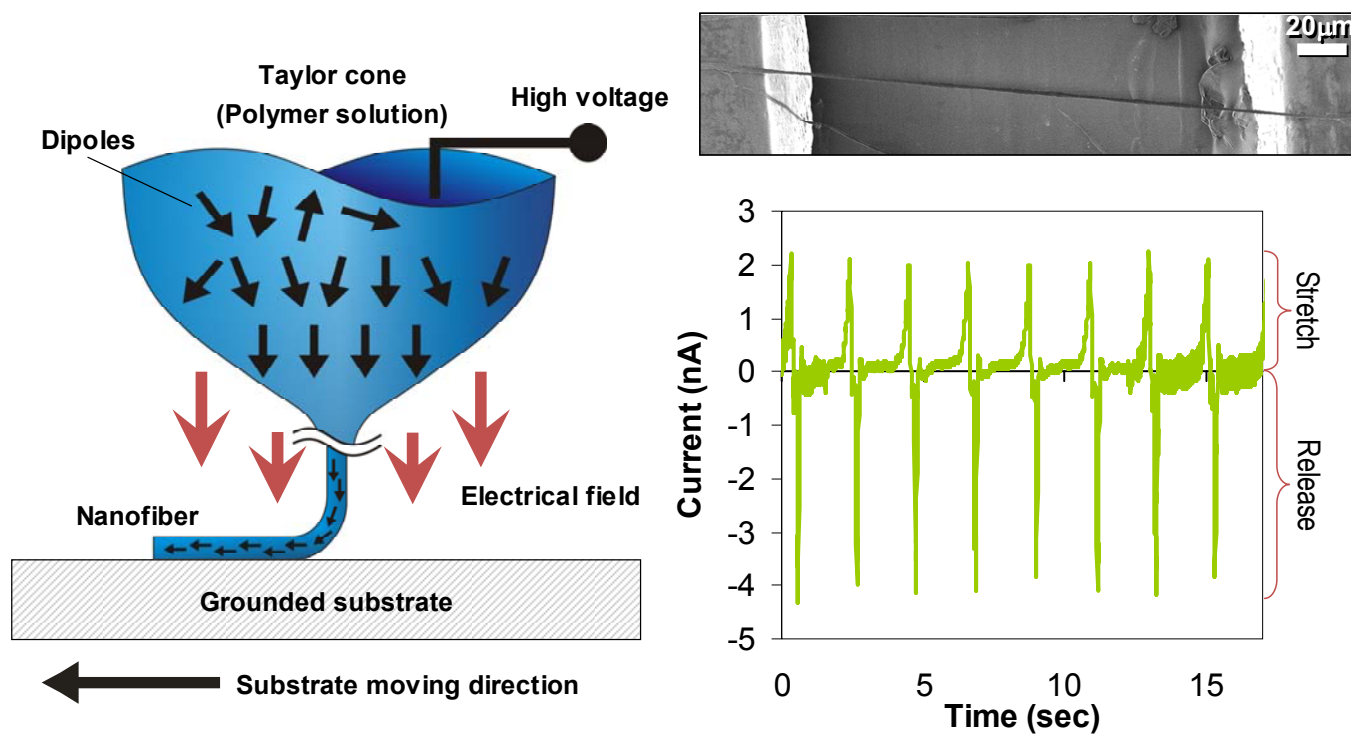 Taylor cone
(Polymer solution)
High voltage
Dipoles
Electrical field
Nanofiber
Grounded substrate
Substrate moving direction
20µm
3
2
1
0
-1
-2
-3
-4
-5
Current (nA)
Stretch
Release
0
5
10
15
Time (sec)